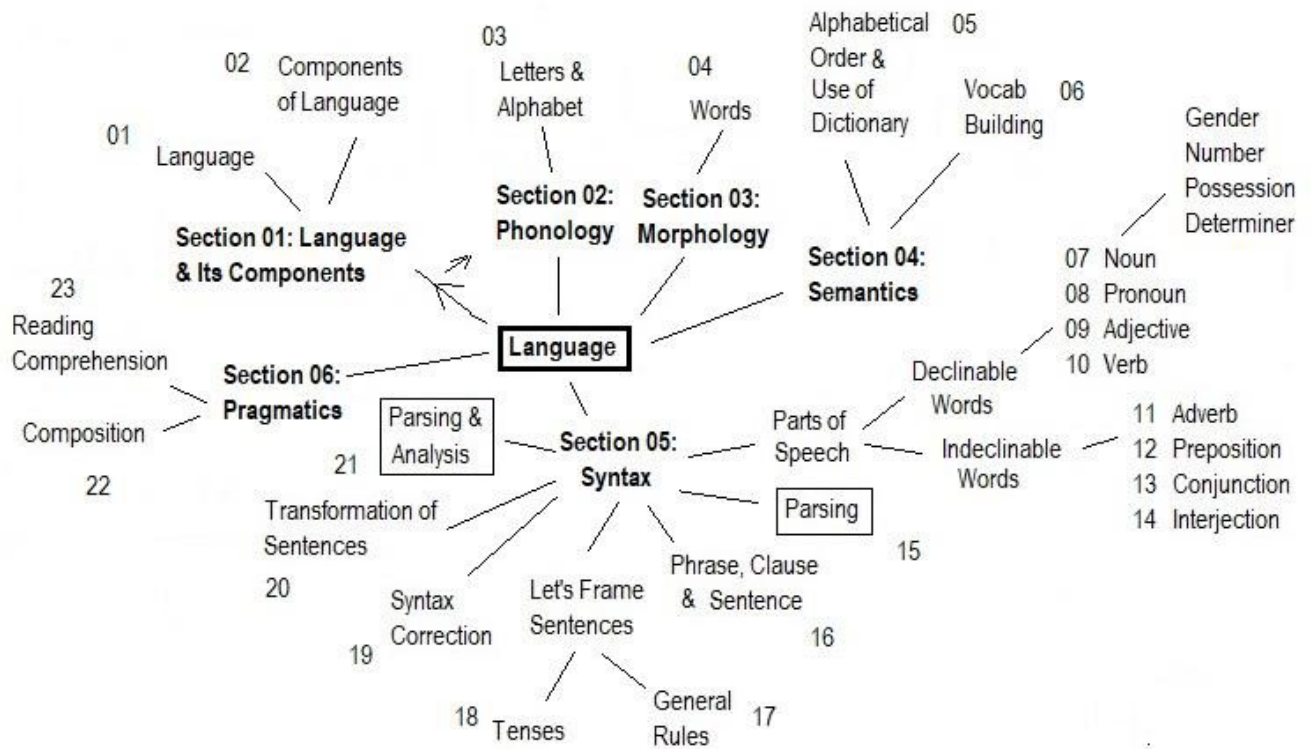 01
Language
02
Components
of Language
Section 01: Language
& Its Components
03
Letters &
Alphabet
Section 02:
Phonology
04
Words
Section 03:
Morphology
Alphabetical
Order &
Use of
Dictionary
05
Vocab
Building
06
Section 04:
Semantics
Language
Section 05:
Syntax
Parts of
Speech
Declinable
Words
Gender
Number
Possession
Determiner
07 Noun
08 Pronoun
09 Adjective
10 Verb
Indeclinable
Words
11 Adverb
12 Preposition
13 Conjunction
14 Interjection
Parsing
15
Phrase, Clause
& Sentence
16
Let's Frame
Sentences
General
Rules
17
18
Tenses
Syntax
Correction
19
Transformation of
Sentences
20
Parsing &
Analysis
21
Section 06:
Pragmatics
Composition
22
23
Reading
Comprehension